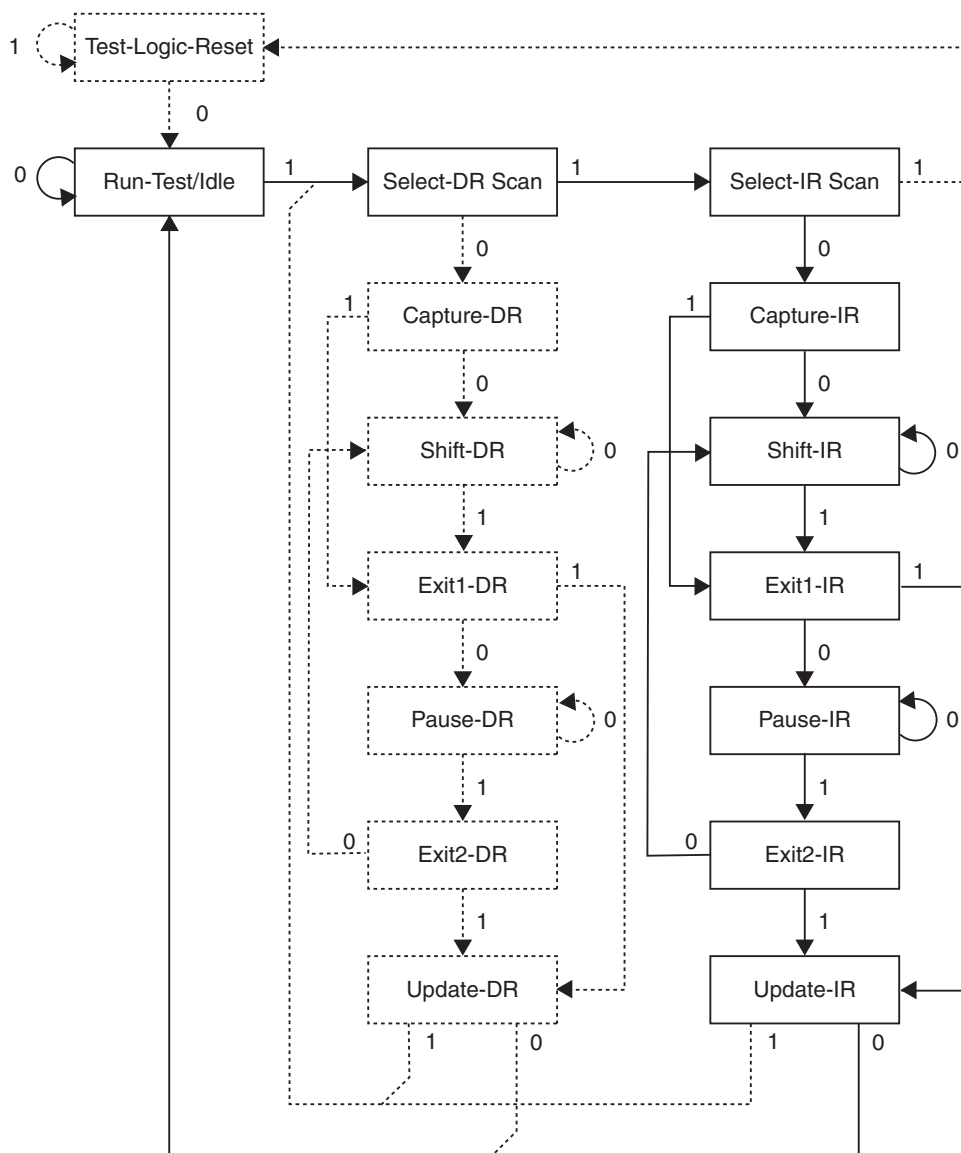 1
Test-Logic-Reset
0
0
Run-Test/Idle
1
Select-DR Scan
1
Select-IR Scan
1
0
0
1
Capture-DR
1
Capture-IR
0
0
Shift-DR
0
Shift-IR
0
1
1
Exit1-DR
1
Exit1-IR
1
0
0
Pause-DR
0
Pause-IR
0
1
1
0
Exit2-DR
0
Exit2-IR
1
1
Update-DR
Update-IR
1
0
1
0